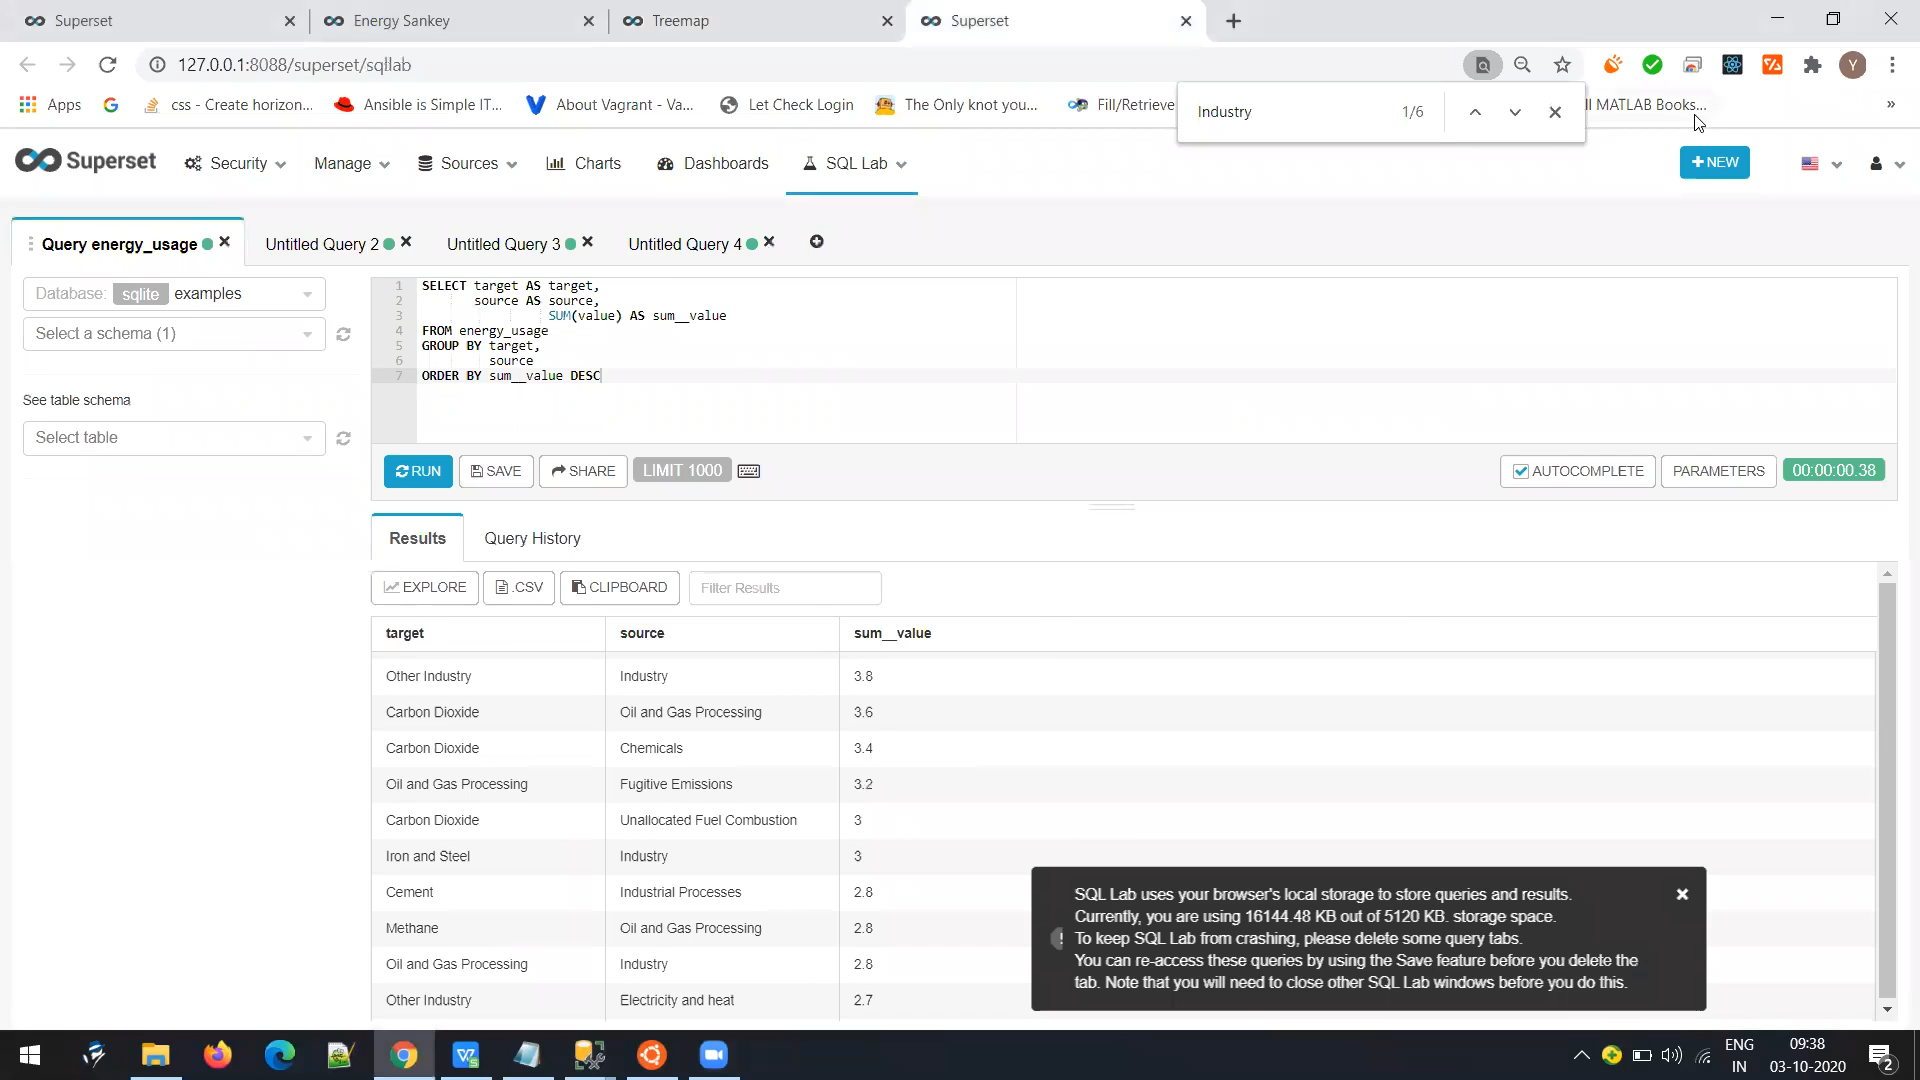 Superset
Energy Sankey
Treemap
Superset
127.0.0.1:8088/superset/sqllab
Y
Apps
css - Create horizon...
Ansible is Simple IT...
About Vagrant - Va...
Let Check Login
The Only knot you...
Fill/Retrieve
ll MATLAB Books...
»
Industry
1/6
Superset
Security
Manage
Sources
Charts
Dashboards
SQL Lab
+ NEW
Query energy_usage
Untitled Query 2
Untitled Query 3
Untitled Query 4
Database: sqlite examples
Select a schema (1)
See table schema
Select table
1 SELECT target AS target,
2 source AS source,
3 SUM(value) AS sum__value
4 FROM energy_usage
5 GROUP BY target,
6 source
7 ORDER BY sum__value DESC
RUN
SAVE
SHARE
LIMIT 1000
AUTOCOMPLETE
PARAMETERS
00:00:00.38
Results
Query History
EXPLORE
.CSV
CLIPBOARD
Filter Results
target source sum__value
Other Industry Industry 3.8
Carbon Dioxide Oil and Gas Processing 3.6
Carbon Dioxide Chemicals 3.4
Oil and Gas Processing Fugitive Emissions 3.2
Carbon Dioxide Unallocated Fuel Combustion 3
Iron and Steel Industry 3
Cement Industrial Processes 2.8
Methane Oil and Gas Processing 2.8
Oil and Gas Processing Industry 2.8
Other Industry Electricity and heat 2.7
SQL Lab uses your browser's local storage to store queries and results.
Currently, you are using 16144.48 KB out of 5120 KB. storage space.
! To keep SQL Lab from crashing, please delete some query tabs.
You can re-access these queries by using the Save feature before you delete the
tab. Note that you will need to close other SQL Lab windows before you do this.
ENG
IN
09:38
03-10-2020
2